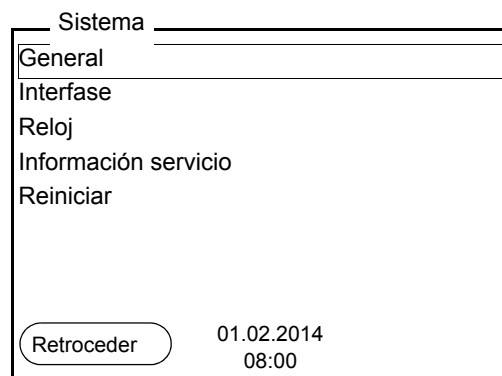 Sistema
General
Interfase
Reloj
Información servicio
Reiniciar
Retroceder
01.02.2014
08:00